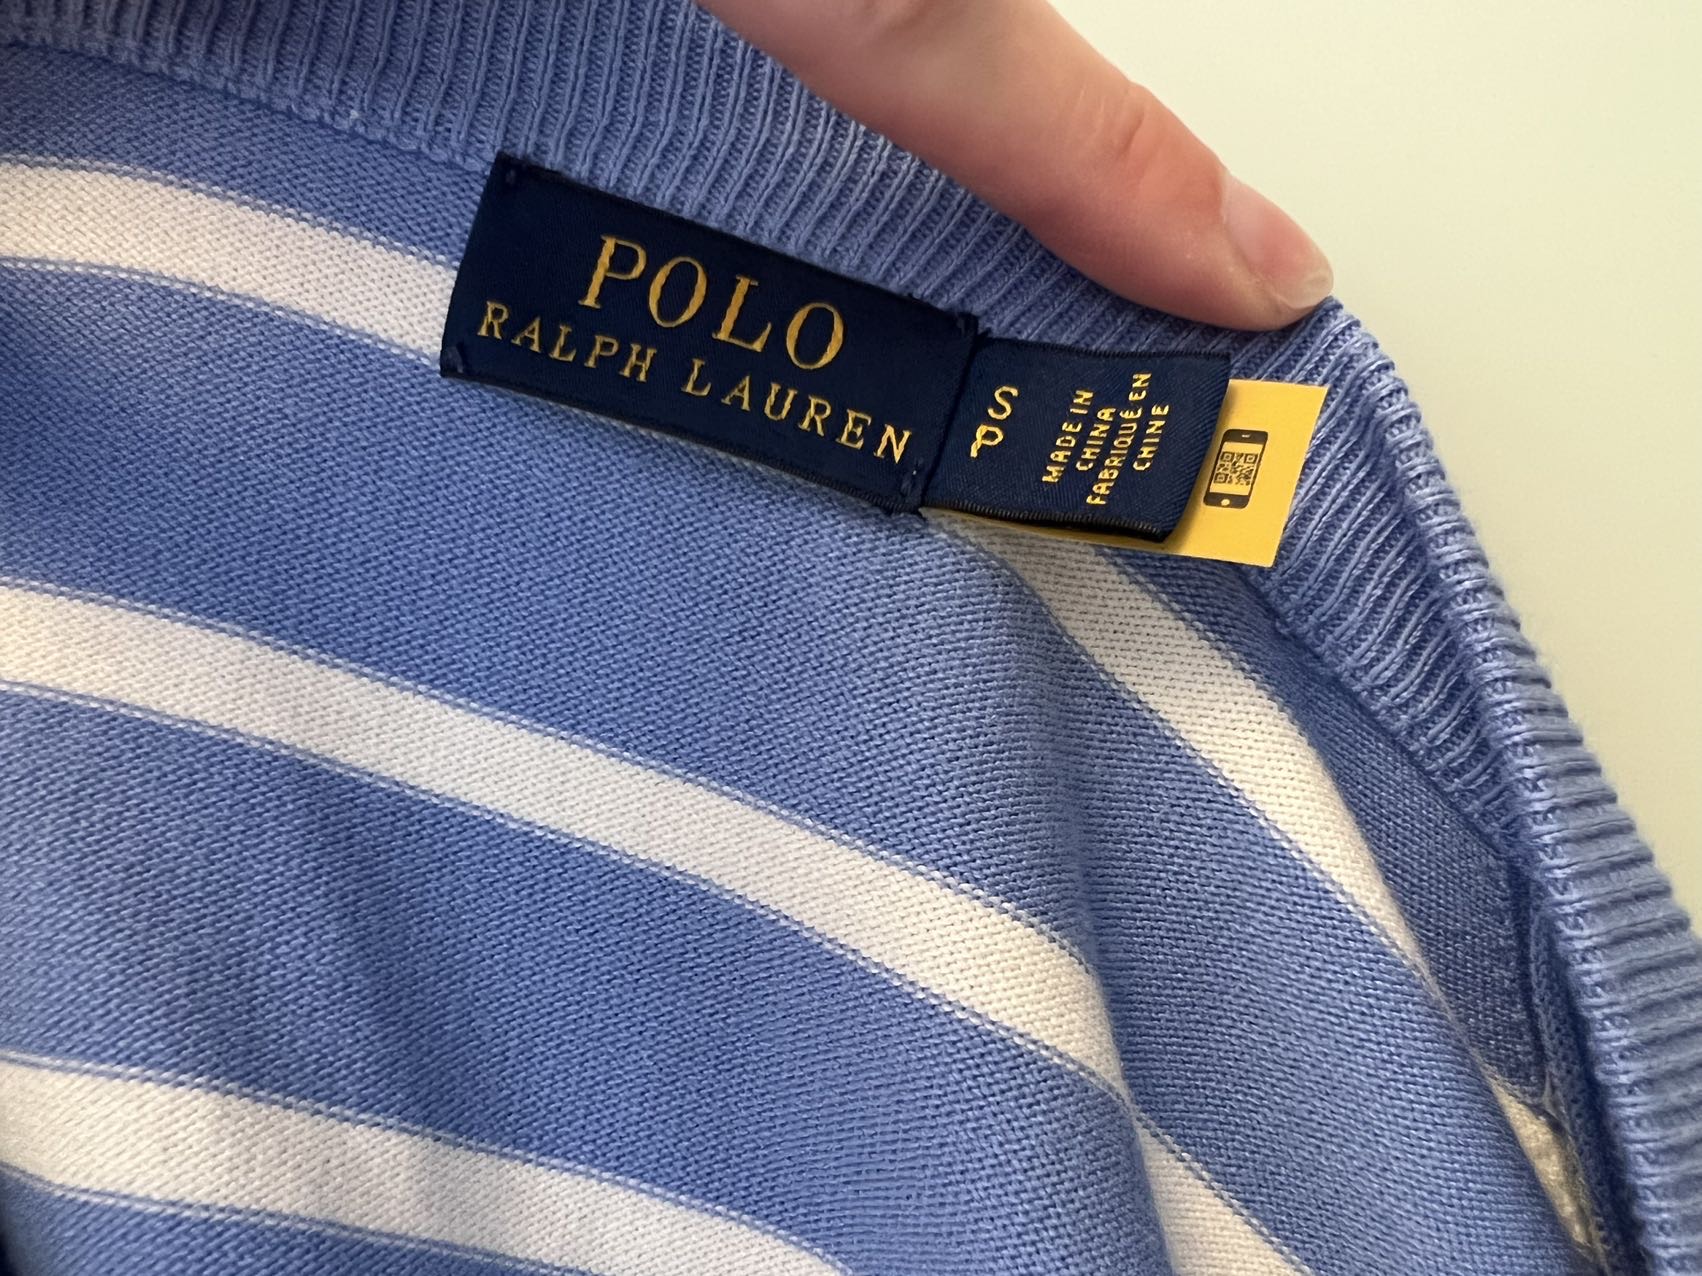 POLO
RALPH LAUREN
S
P
MADE IN
CHINA
FABRIQUÉ EN
CHINE